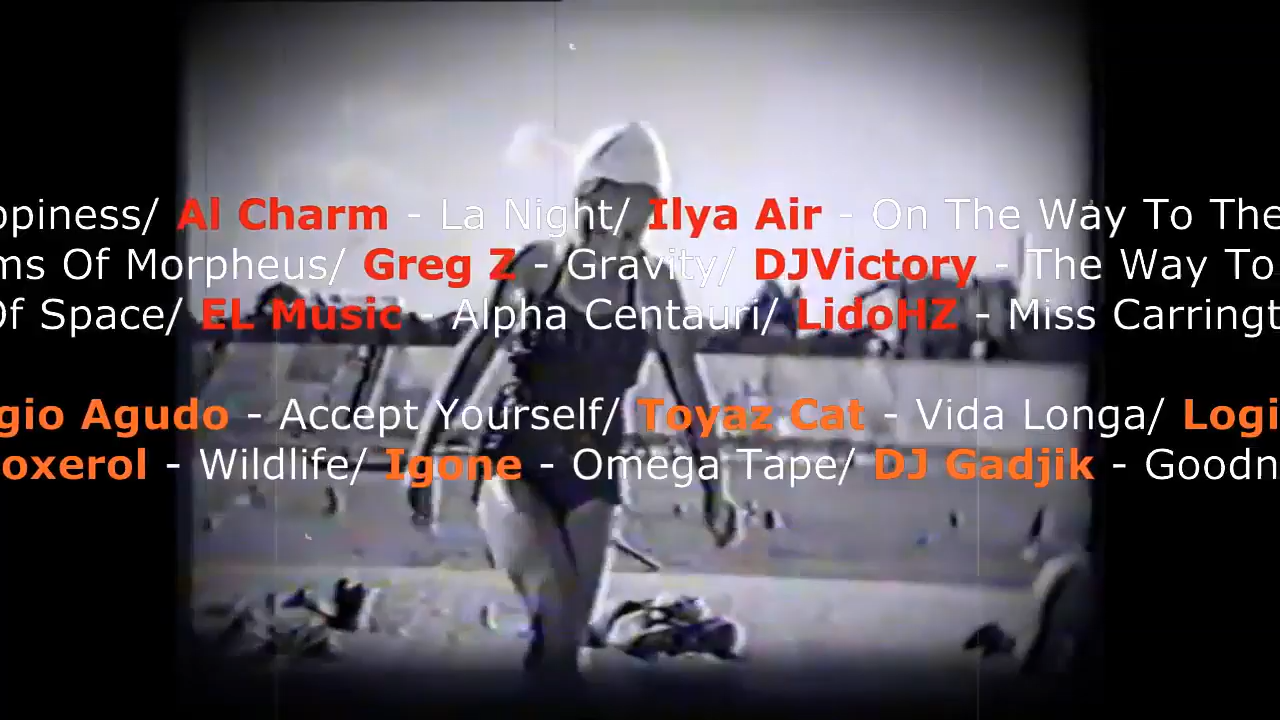 ppiness/ Al Charm - La Night/ Ilya Air - On The Way To The
ms Of Morpheus/ Greg Z - Gravity/ DJVictory - The Way To
Of Space/ EL Music - Alpha Centauri/ LidoHZ - Miss Carringt
gio Agudo - Accept Yourself/ Toyaz Cat - Vida Longa/ Logi
oxerol - Wildlife/ Igone - Omega Tape/ DJ Gadjik - Goodn